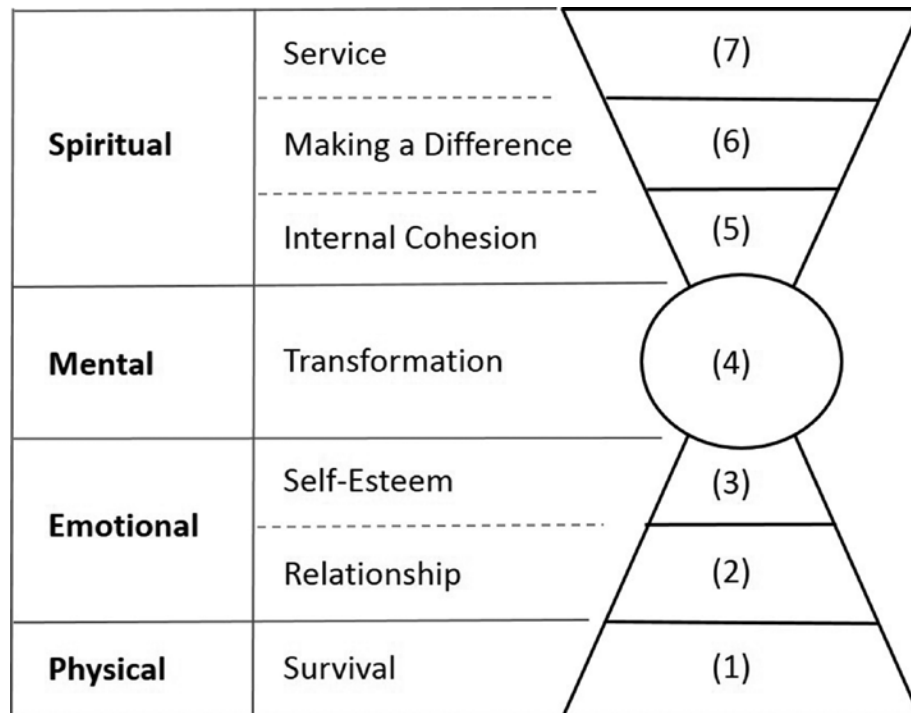 Spiritual
Service
(7)
Making a Difference
(6)
Internal Cohesion
(5)
Mental
Transformation
(4)
Emotional
Self-Esteem
(3)
Relationship
(2)
Physical
Survival
(1)